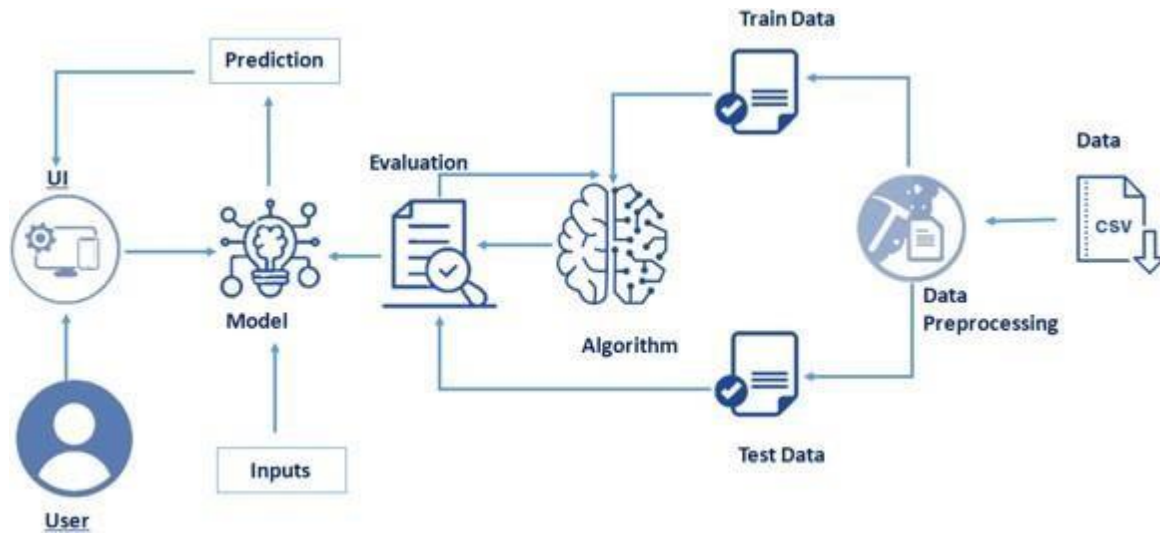 Train Data
Prediction
Data
Evaluation
UI
CSV
Data
Preprocessing
Model
Algorithm
Test Data
Inputs
User